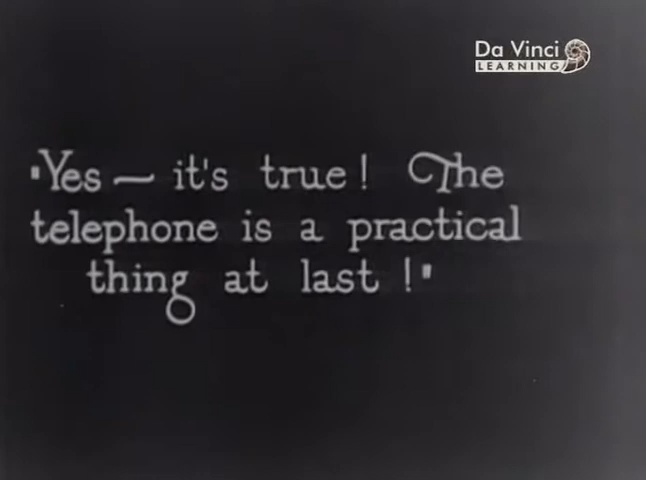 Da Vinci
LEARNING
"Yes — it's true! The
telephone is a practical
thing at last!"